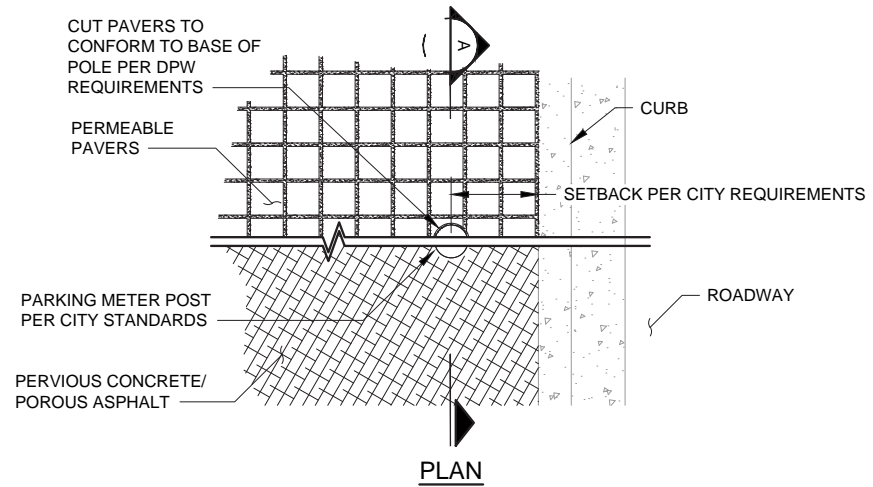 CUT PAVERS TO
CONFORM TO BASE OF
POLE PER DPW
REQUIREMENTS
A
PERMEABLE
PAVERS
CURB
SETBACK PER CITY REQUIREMENTS
PARKING METER POST
PER CITY STANDARDS
ROADWAY
PERVIOUS CONCRETE/
POROUS ASPHALT
PLAN